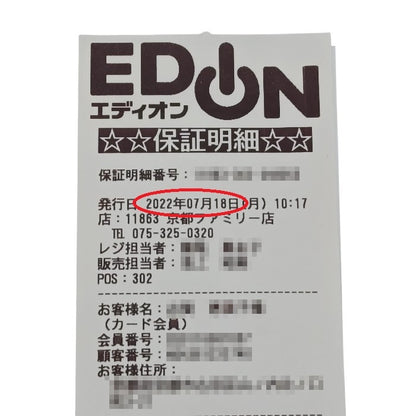 EDION
エディオン
☆☆保証明細☆☆
保証明細番号:
発行日 2022年07月18日(月) 10:17
店:11863 京都ファミリー店
TEL 075-325-0320
レジ担当者:
販売担当者:
POS:302
お客様名:
(カード会員)
会員番号:
顧客番号:
お客様住所: